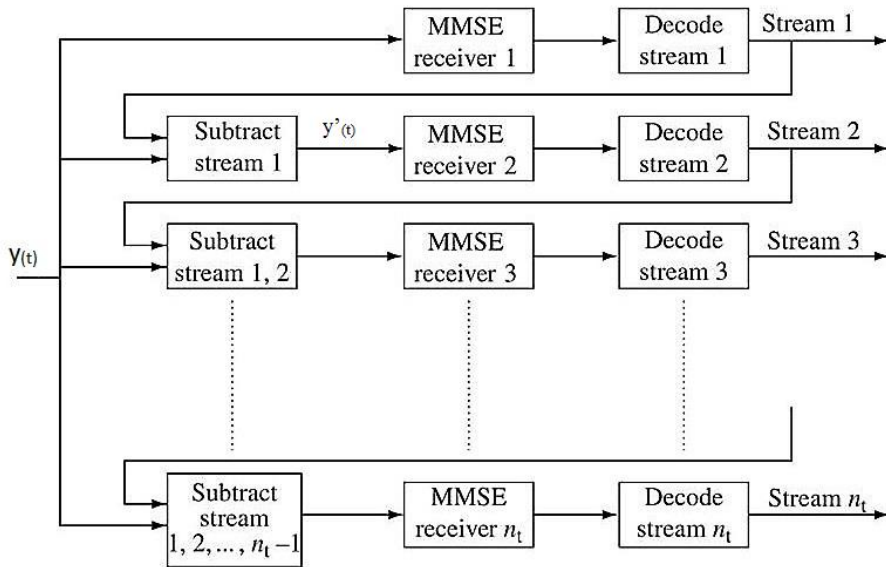 MMSE
receiver 1
Decode
stream 1
Stream 1
Subtract
stream 1
y'(t)
MMSE
receiver 2
Decode
stream 2
Stream 2
y(t)
Subtract
stream 1, 2
MMSE
receiver 3
Decode
stream 3
Stream 3
Subtract
stream
1, 2, ..., nt −1
MMSE
receiver nt
Decode
stream nt
Stream nt